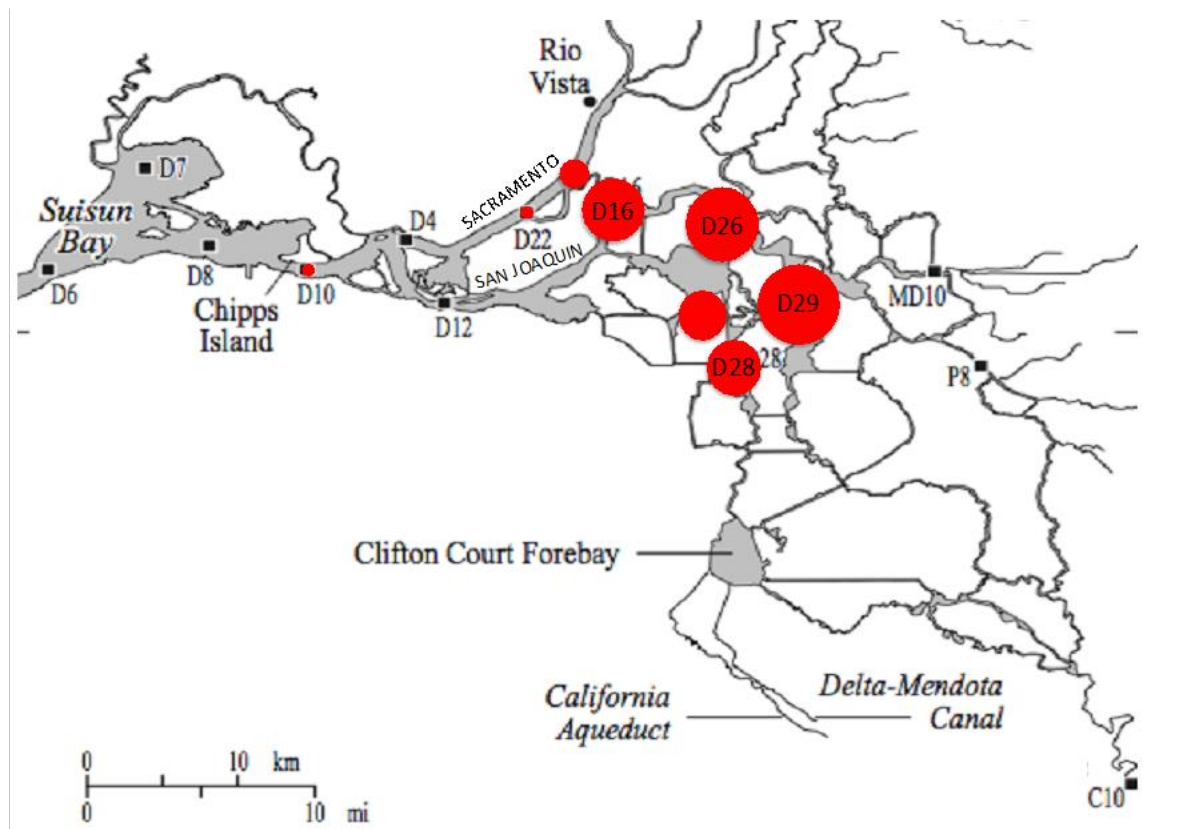 Rio
Vista
SACRAMENTO
D7
Suisun
Bay
D4
D22
D16
D26
SAN JOAQUIN
D8
D6
D10
Chipps
Island
D12
D29
MD10
D28
28
P8
Clifton Court Forebay
California
Aqueduct
Delta-Mendota
Canal
0 10 km
0 10 mi
C10